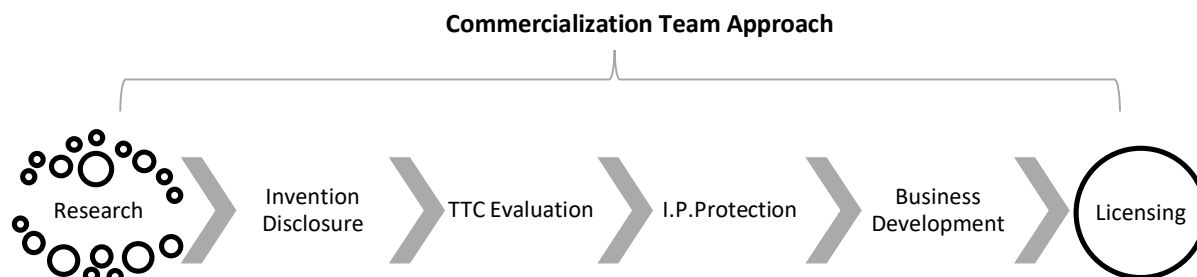 Commercialization Team Approach
Research
Invention
Disclosure
TTC Evaluation
I.P.Protection
Business
Development
Licensing